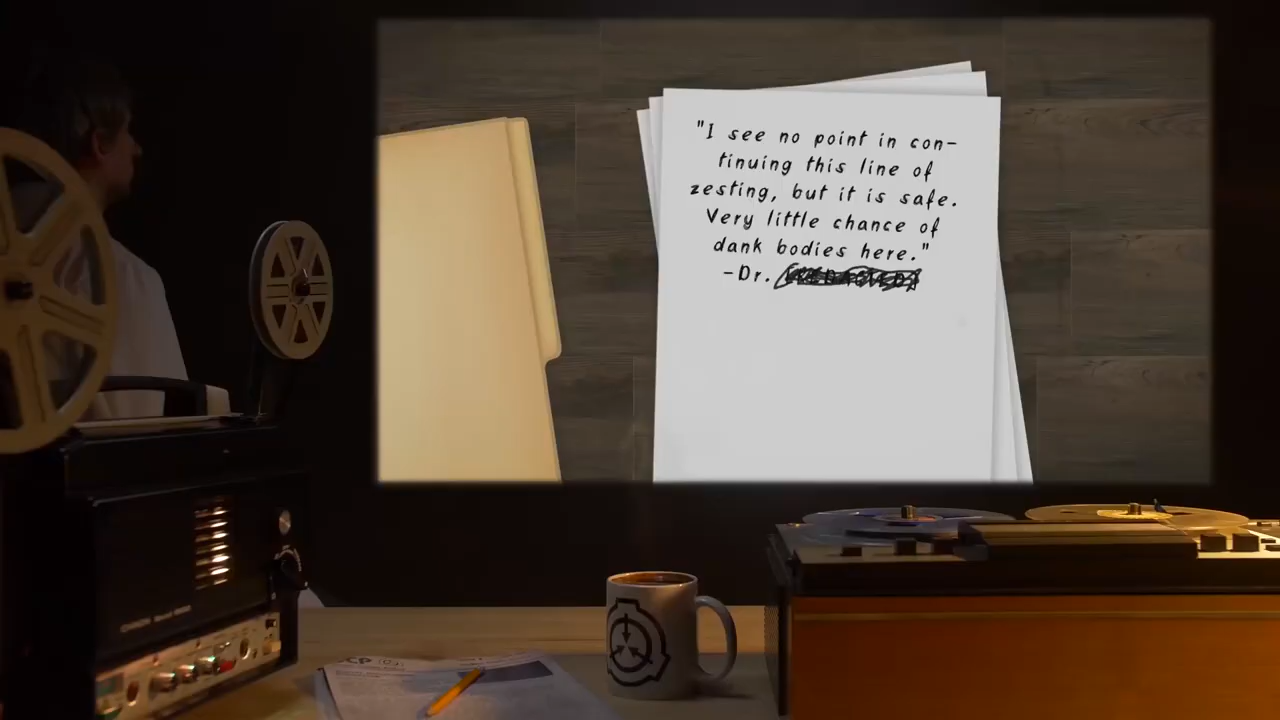 "I see no point in con-
tinuing this line of
zesting, but it is safe.
Very little chance of
dank bodies here."
-Dr.